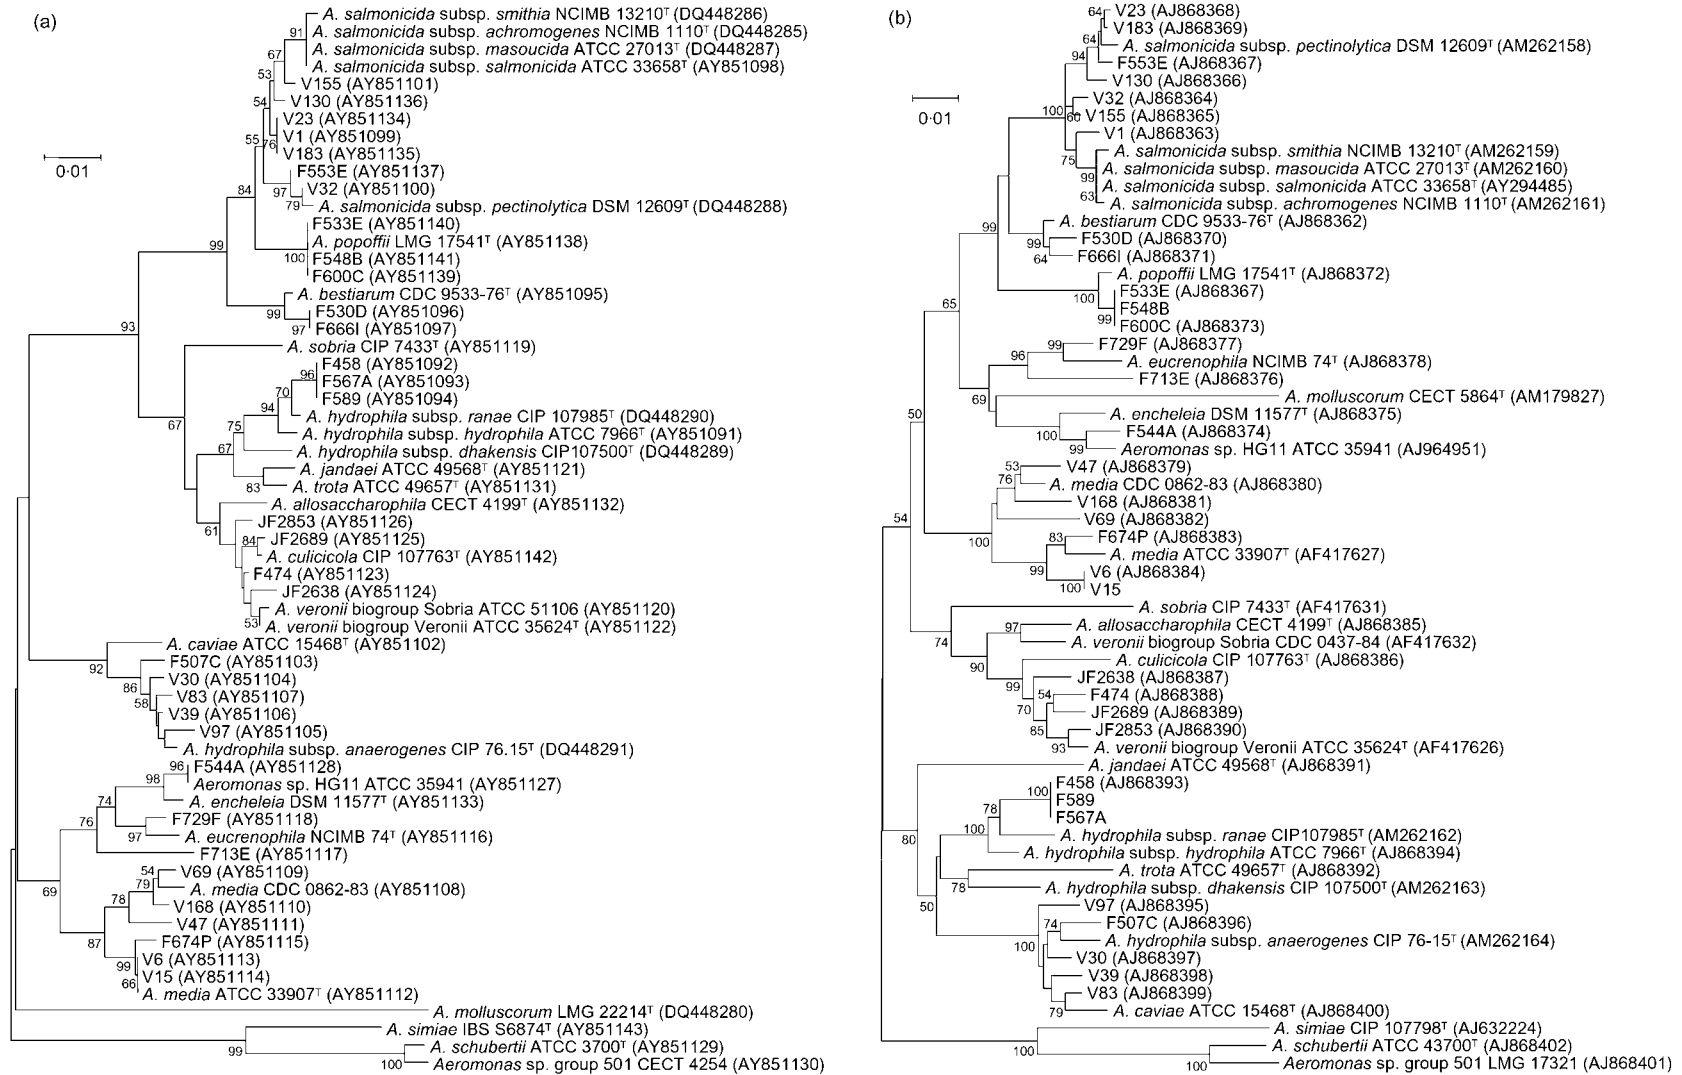 (a)
A. salmonicida subsp. smithia NCIMB 13210ᵀ (DQ448286)
91 A. salmonicida subsp. achromogenes NCIMB 1110ᵀ (DQ448285)
A. salmonicida subsp. masoucida ATCC 27013ᵀ (DQ448287)
67 A. salmonicida subsp. salmonicida ATCC 33658ᵀ (AY851098)
53 V155 (AY851101)
54 V130 (AY851136)
V23 (AY851134)
55 76 V1 (AY851099)
V183 (AY851135)
F553E (AY851137)
84 97 V32 (AY851100)
79 A. salmonicida subsp. pectinolytica DSM 12609ᵀ (DQ448288)
F533E (AY851140)
99 A. popoffii LMG 17541ᵀ (AY851138)
100 F548B (AY851141)
F600C (AY851139)
A. bestiarum CDC 9533-76ᵀ (AY851095)
99 F530D (AY851096)
93 97 F666I (AY851097)
A. sobria CIP 7433ᵀ (AY851119)
F458 (AY851092)
96 F567A (AY851093)
70 F589 (AY851094)
94 A. hydrophila subsp. ranae CIP 107985ᵀ (DQ448290)
67 75 A. hydrophila subsp. hydrophila ATCC 7966ᵀ (AY851091)
67 A. hydrophila subsp. dhakensis CIP107500ᵀ (DQ448289)
A. jandaei ATCC 49568ᵀ (AY851121)
83 A. trota ATCC 49657ᵀ (AY851131)
A. allosaccharophila CECT 4199ᵀ (AY851132)
61 JF2853 (AY851126)
84 JF2689 (AY851125)
A. culicicola CIP 107763ᵀ (AY851142)
F474 (AY851123)
JF2638 (AY851124)
A. veronii biogroup Sobria ATCC 51106 (AY851120)
53 A. veronii biogroup Veronii ATCC 35624ᵀ (AY851122)
A. caviae ATCC 15468ᵀ (AY851102)
92 F507C (AY851103)
86 V30 (AY851104)
58 V83 (AY851107)
V39 (AY851106)
V97 (AY851105)
A. hydrophila subsp. anaerogenes CIP 76.15ᵀ (DQ448291)
96 F544A (AY851128)
98 Aeromonas sp. HG11 ATCC 35941 (AY851127)
74 A. encheleia DSM 11577ᵀ (AY851133)
76 F729F (AY851118)
97 A. eucrenophila NCIMB 74ᵀ (AY851116)
F713E (AY851117)
54 V69 (AY851109)
69 79 A. media CDC 0862-83 (AY851108)
78 V168 (AY851110)
V47 (AY851111)
87 F674P (AY851115)
99 V6 (AY851113)
66 V15 (AY851114)
A. media ATCC 33907ᵀ (AY851112)
A. molluscorum LMG 22214ᵀ (DQ448280)
A. simiae IBS S6874ᵀ (AY851143)
99 A. schubertii ATCC 3700ᵀ (AY851129)
100 Aeromonas sp. group 501 CECT 4254 (AY851130)
0·01
(b)
64 V23 (AJ868368)
V183 (AJ868369)
64 A. salmonicida subsp. pectinolytica DSM 12609ᵀ (AM262158)
94 F553E (AJ868367)
V130 (AJ868366)
V32 (AJ868364)
100 60 V155 (AJ868365)
V1 (AJ868363)
75 A. salmonicida subsp. smithia NCIMB 13210ᵀ (AM262159)
99 A. salmonicida subsp. masoucida ATCC 27013ᵀ (AM262160)
63 A. salmonicida subsp. salmonicida ATCC 33658ᵀ (AY294485)
A. salmonicida subsp. achromogenes NCIMB 1110ᵀ (AM262161)
99 A. bestiarum CDC 9533-76ᵀ (AJ868362)
99 F530D (AJ868370)
64 F666I (AJ868371)
A. popoffii LMG 17541ᵀ (AJ868372)
65 100 F533E (AJ868367)
99 F548B
F600C (AJ868373)
99 F729F (AJ868377)
96 A. eucrenophila NCIMB 74ᵀ (AJ868378)
F713E (AJ868376)
69 A. molluscorum CECT 5864ᵀ (AM179827)
50 A. encheleia DSM 11577ᵀ (AJ868375)
100 F544A (AJ868374)
99 Aeromonas sp. HG11 ATCC 35941 (AJ964951)
53 V47 (AJ868379)
76 A. media CDC 0862-83 (AJ868380)
V168 (AJ868381)
54 V69 (AJ868382)
100 83 F674P (AJ868383)
A. media ATCC 33907ᵀ (AF417627)
99 V6 (AJ868384)
100 V15
A. sobria CIP 7433ᵀ (AF417631)
97 A. allosaccharophila CECT 4199ᵀ (AJ868385)
74 A. veronii biogroup Sobria CDC 0437-84 (AF417632)
90 A. culicicola CIP 107763ᵀ (AJ868386)
99 JF2638 (AJ868387)
54 F474 (AJ868388)
70 JF2689 (AJ868389)
85 JF2853 (AJ868390)
93 A. veronii biogroup Veronii ATCC 35624ᵀ (AF417626)
A. jandaei ATCC 49568ᵀ (AJ868391)
F458 (AJ868393)
100 F589
78 F567A
80 100 A. hydrophila subsp. ranae CIP107985ᵀ (AM262162)
A. hydrophila subsp. hydrophila ATCC 7966ᵀ (AJ868394)
A. trota ATCC 49657ᵀ (AJ868392)
78 A. hydrophila subsp. dhakensis CIP 107500ᵀ (AM262163)
50 V97 (AJ868395)
74 F507C (AJ868396)
100 A. hydrophila subsp. anaerogenes CIP 76-15ᵀ (AM262164)
V30 (AJ868397)
V39 (AJ868398)
V83 (AJ868399)
79 A. caviae ATCC 15468ᵀ (AJ868400)
A. simiae CIP 107798ᵀ (AJ632224)
100 A. schubertii ATCC 43700ᵀ (AJ868402)
100 Aeromonas sp. group 501 LMG 17321 (AJ868401)
0·01